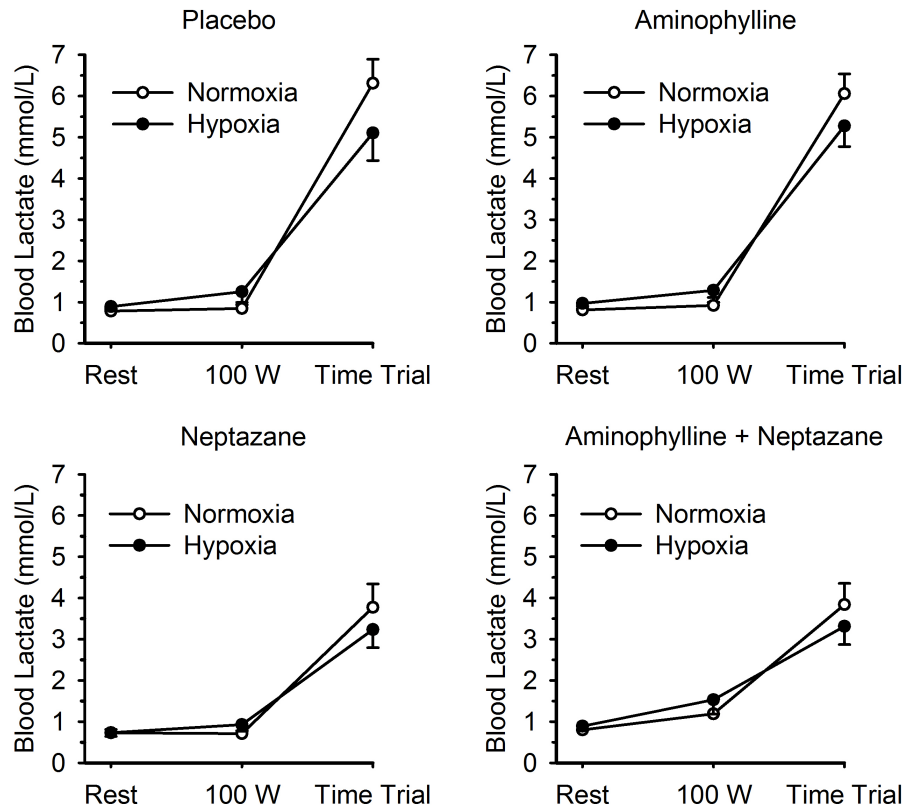 Placebo
Blood Lactate (mmol/L)
7
6
5
4
3
2
1
0
Normoxia
Hypoxia
Rest
100 W
Time Trial
Aminophylline
Blood Lactate (mmol/L)
7
6
5
4
3
2
1
0
Normoxia
Hypoxia
Rest
100 W
Time Trial
Neptazane
Blood Lactate (mmol/L)
7
6
5
4
3
2
1
0
Normoxia
Hypoxia
Rest
100 W
Time Trial
Aminophylline + Neptazane
Blood Lactate (mmol/L)
7
6
5
4
3
2
1
0
Normoxia
Hypoxia
Rest
100 W
Time Trial